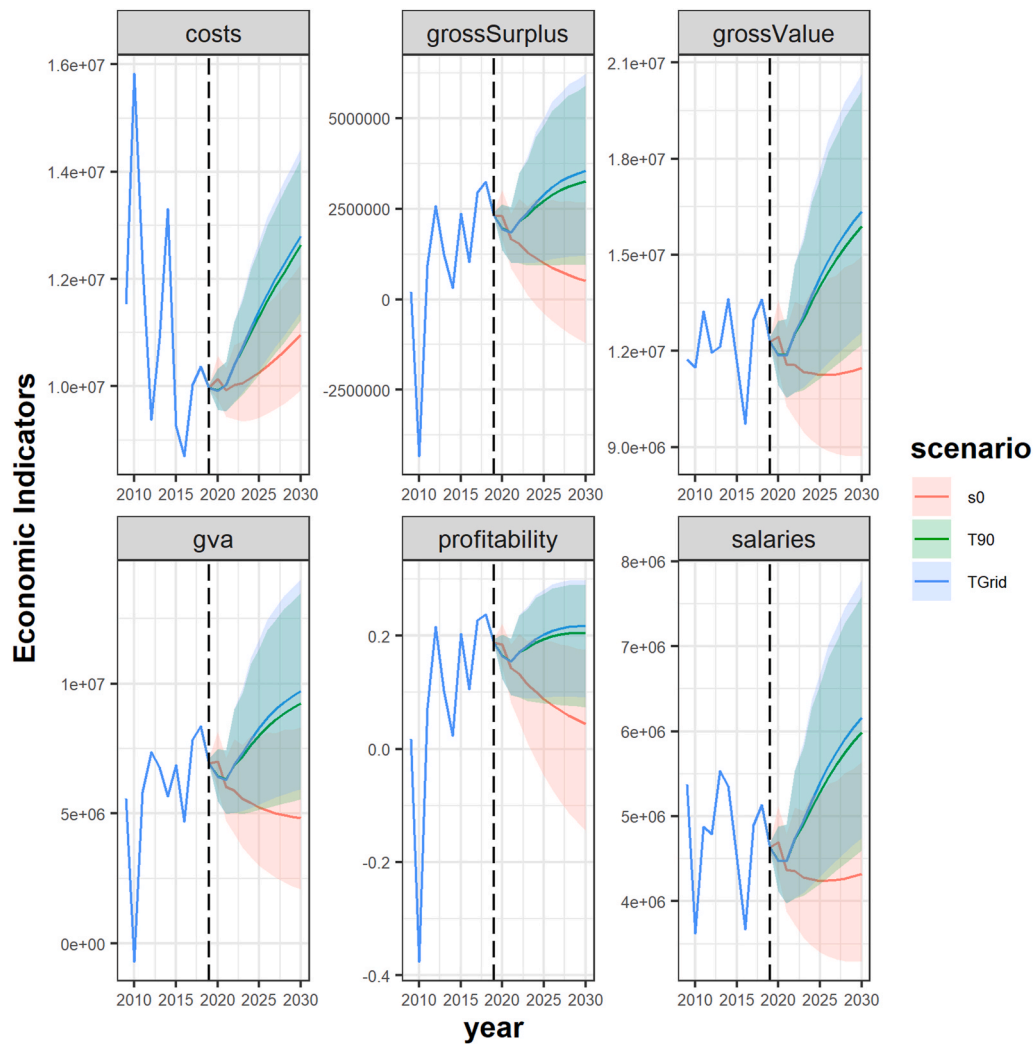 costs
grossSurplus
grossValue
1.6e+07
1.4e+07
1.2e+07
1.0e+07
5000000
2500000
0
-2500000
2.1e+07
1.8e+07
1.5e+07
1.2e+07
9.0e+06
2010 2015 2020 2025 2030
2010 2015 2020 2025 2030
2010 2015 2020 2025 2030
gva
profitability
salaries
1e+07
5e+06
0e+00
0.2
0.0
-0.2
-0.4
8e+06
7e+06
6e+06
5e+06
4e+06
2010 2015 2020 2025 2030
2010 2015 2020 2025 2030
2010 2015 2020 2025 2030
Economic Indicators
year
scenario
s0
T90
TGrid